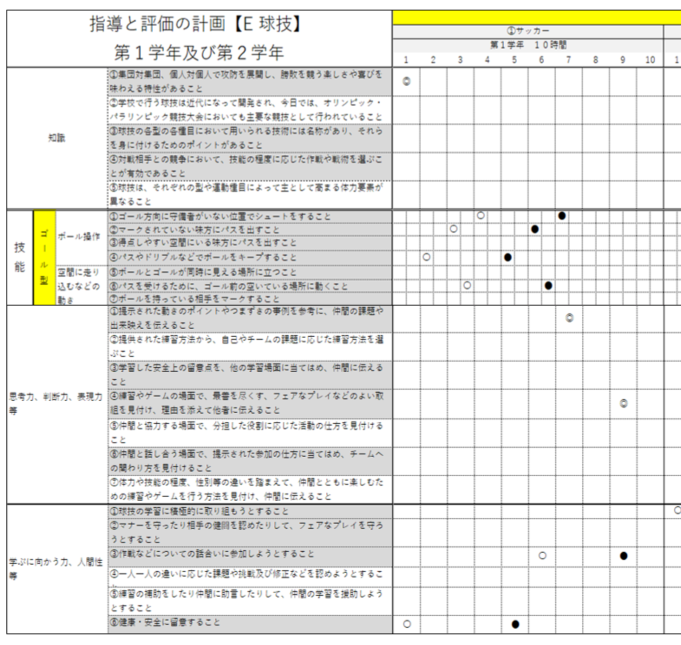 指導と評価の計画【E 球技】
第1学年及び第2学年
①サッカー
第1学年 10時間
1 2 3 4 5 6 7 8 9 10 1
知識
①集団対集団、個人対個人で攻防を展開し、勝敗を競う楽しさや喜びを
味わえる特性があること
◎
②学校で行う球技は近代になって開発され、今日では、オリンピック・
パラリンピック競技大会においても主要な競技として行われていること
③球技の各型の各種目において用いられる技術には名称があり、それら
を身に付けるためのポイントがあること
④対戦相手との競争において、技能の程度に応じた作戦や戦術を選ぶこ
とが有効であること
⑤球技は、それぞれの型や運動種目によって主として高まる体力要素が
異なること
技能
ゴール型
ボール操作
①ゴール方向に守備者がいない位置でシュートをすること
○ ●
②マークされていない味方にパスを出すこと
○ ●
③得点しやすい空間にいる味方にパスを出すこと
④パスやドリブルなどでボールをキープすること
○ ●
空間に走り
込むなどの
動き
⑤ボールとゴールが同時に見える場所に立つこと
⑥パスを受けるために、ゴール前の空いている場所に動くこと
○ ●
⑦ボールを持っている相手をマークすること
思考力、判断力、表現力
等
①提示された動きのポイントやつまずきの事例を参考に、仲間の課題や
出来映えを伝えること
◎
②提供された練習方法から、自己やチームの課題に応じた練習方法を選
ぶこと
③学習した安全上の留意点を、他の学習場面に当てはめ、仲間に伝える
こと
④練習やゲームの場面で、最善を尽くす、フェアなプレイなどのよい取
組を見付け、理由を添えて他者に伝えること
◎
⑤仲間と協力する場面で、分担した役割に応じた活動の仕方を見付ける
こと
⑥仲間と話し合う場面で、提示された参加の仕方に当てはめ、チームへ
の関わり方を見付けること
⑦体力や技能の程度、性別等の違いを踏まえて、仲間とともに楽しむた
めの練習やゲームを行う方法を見付け、仲間に伝えること
学ぶに向かう力、人間性
等
①球技の学習に積極的に取り組もうとすること
○
②マナーを守ったり相手の健闘を認めたりして、フェアなプレイを守ろ
うとすること
③作戦などについての話合いに参加しようとすること
○ ●
④一人一人の違いに応じた課題や挑戦及び修正などを認めようとするこ
⑤練習の補助をしたり仲間に助言したりして、仲間の学習を援助しよう
とすること
⑥健康・安全に留意すること
○ ●